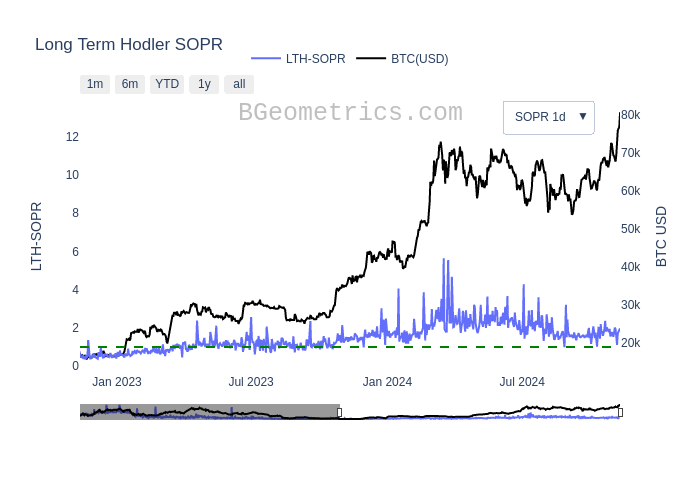 Long Term Hodler SOPR
LTH-SOPR
BTC(USD)
1m
6m
YTD
1y
all
BGeometrics.com
SOPR 1d ▼
LTH-SOPR
12
10
8
6
4
2
0
80k
70k
60k
50k
40k
30k
20k
BTC USD
Jan 2023
Jul 2023
Jan 2024
Jul 2024